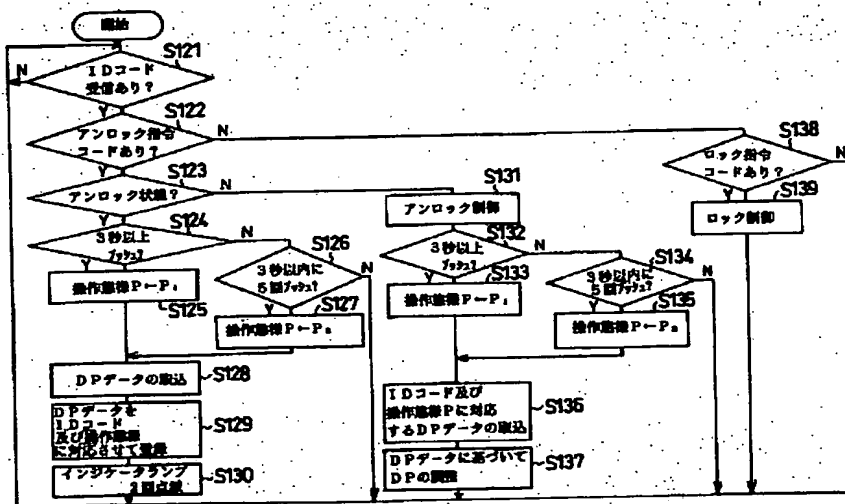 開始
S121
IDコード
受信あり?
N
Y
S122
アンロック指令
コードあり?
N
Y
S123
アンロック状態?
N
Y
S124
3秒以上
プッシュ?
N
Y
操作態様P←P₁
S125
S126
3秒以内に
5回プッシュ?
N
Y
S127
操作態様P←P₂
DPデータの取込
S128
DPデータを
IDコード
及び操作態様
に対応させて登録
S129
インジケータランプ
S130
S131
アンロック制御
S132
3秒以上
プッシュ?
N
Y
S133
操作態様P←P₁
S134
3秒以内に
5回プッシュ?
N
Y
S135
操作態様P←P₂
IDコード及び
操作態様Pに対応
するDPデータの取込
S136
DPデータに基づいて
DPの調整
S137
S138
ロック指令
コードあり?
N
Y
S139
ロック制御